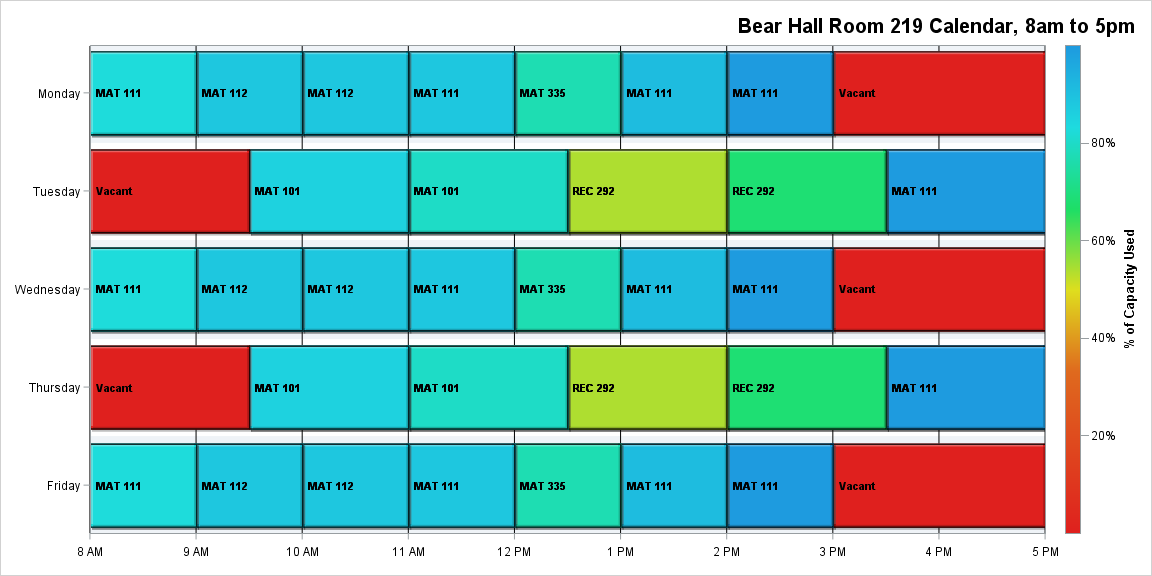 Bear Hall Room 219 Calendar, 8am to 5pm
Monday MAT 111 MAT 112 MAT 112 MAT 111 MAT 335 MAT 111 MAT 111 Vacant
Tuesday Vacant MAT 101 MAT 101 REC 292 REC 292 MAT 111
Wednesday MAT 111 MAT 112 MAT 112 MAT 111 MAT 335 MAT 111 MAT 111 Vacant
Thursday Vacant MAT 101 MAT 101 REC 292 REC 292 MAT 111
Friday MAT 111 MAT 112 MAT 112 MAT 111 MAT 335 MAT 111 MAT 111 Vacant
8 AM 9 AM 10 AM 11 AM 12 PM 1 PM 2 PM 3 PM 4 PM 5 PM
80%
60%
40%
20%
% of Capacity Used